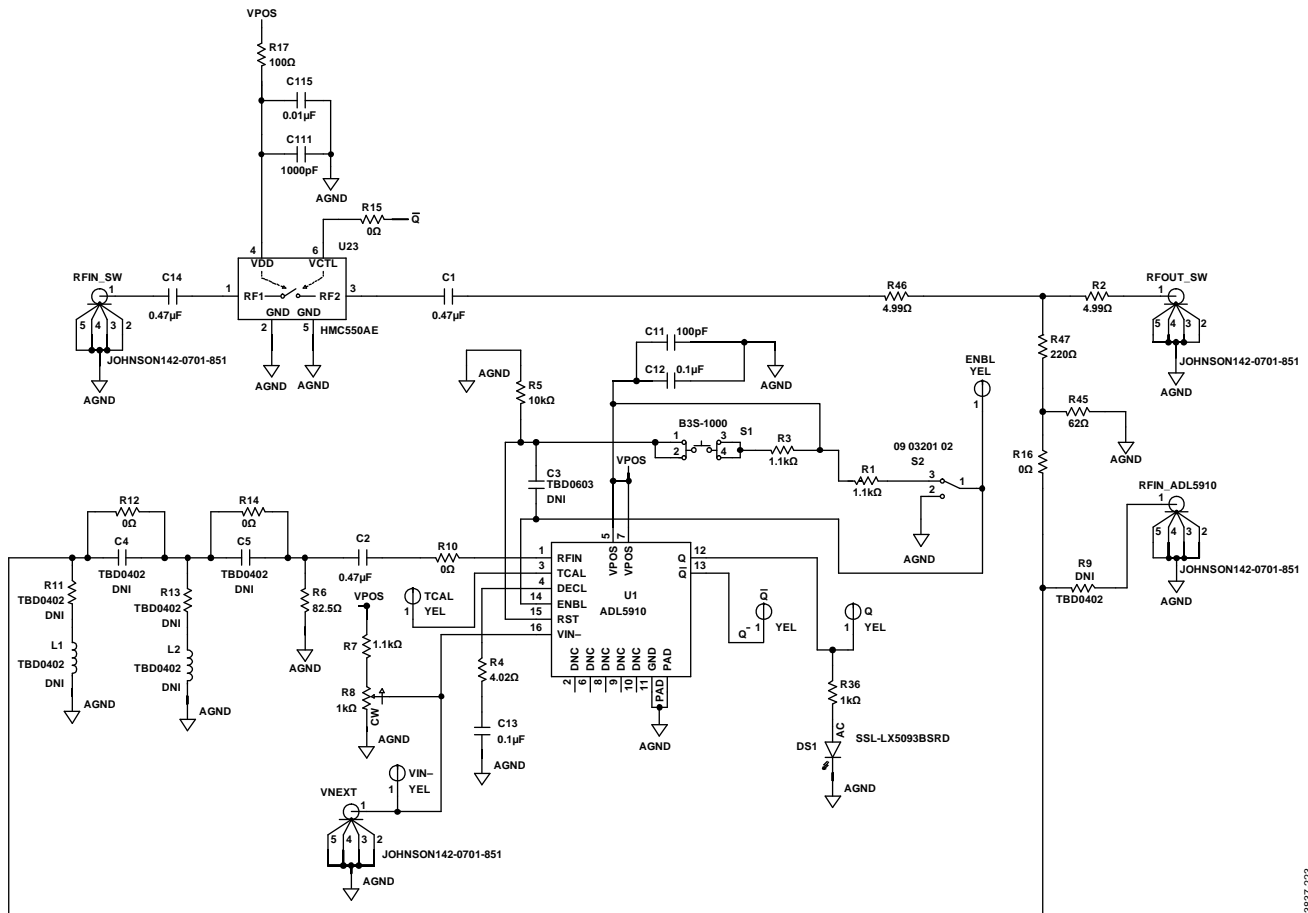 VPOS
R17
100Ω
C115
0.01µF
C111
1000pF
AGND
R15
0Ω
Q̅
4
6
U23
VDD
VCTL
RFIN_SW
1
5 4 3 2
JOHNSON142-0701-851
AGND
C14
0.47µF
1
RF1
RF2
3
GND GND
2
5
HMC550AE
AGND
AGND
C1
0.47µF
R46
4.99Ω
R2
4.99Ω
RFOUT_SW
1
5 4 3 2
JOHNSON142-0701-851
AGND
C11
100pF
C12
0.1µF
AGND
R47
220Ω
R45
62Ω
AGND
R16
0Ω
AGND
R5
10kΩ
B3S-1000
1
2
3
4
S1
R3
1.1kΩ
VPOS
R1
1.1kΩ
09 03201 02
S2
3
2
1
AGND
ENBL
YEL
1
C3
TBD0603
DNI
RFIN_ADL5910
1
5 4 3 2
JOHNSON142-0701-851
AGND
R9
DNI
TBD0402
R12
0Ω
C4
TBD0402
DNI
R14
0Ω
C5
TBD0402
DNI
C2
0.47µF
R10
0Ω
R11
TBD0402
DNI
L1
TBD0402
DNI
AGND
R13
TBD0402
DNI
L2
TBD0402
DNI
AGND
R6
82.5Ω
AGND
VPOS
R7
1.1kΩ
R8
1kΩ
CW
AGND
TCAL
YEL
1
1
3
4
14
15
16
RFIN
TCAL
DECL
ENBL
RST
VIN–
5
7
VPOS
VPOS
U1
ADL5910
Q
Q̅
12
13
DNC
DNC
DNC
DNC
DNC
GND
PAD
2
6
8
9
10
11
PAD
AGND
R4
4.02Ω
C13
0.1µF
AGND
Q̅
1
YEL
Q–
Q
YEL
1
R36
1kΩ
AC
DS1
SSL-LX5093BSRD
AGND
VIN–
YEL
1
VNEXT
1
5 4 3 2
JOHNSON142-0701-851
AGND